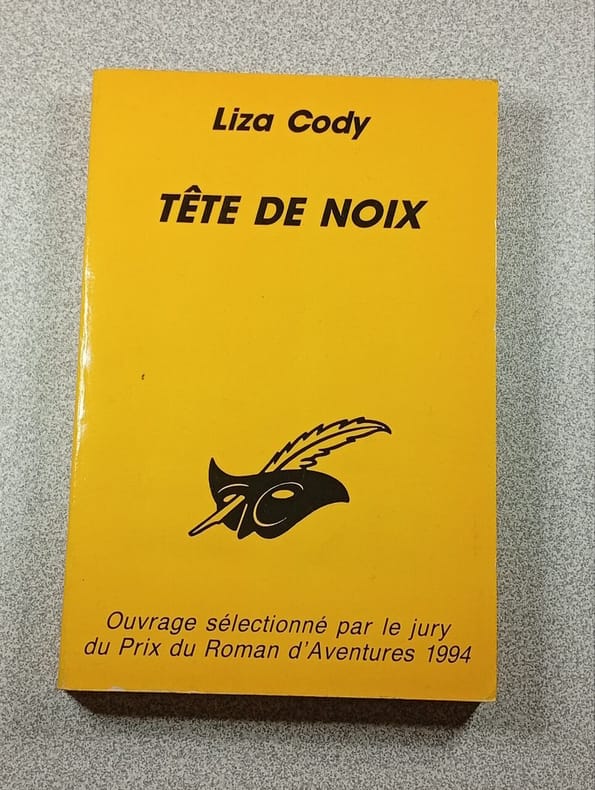 Liza Cody
TÊTE DE NOIX
Ouvrage sélectionné par le jury
du Prix du Roman d'Aventures 1994